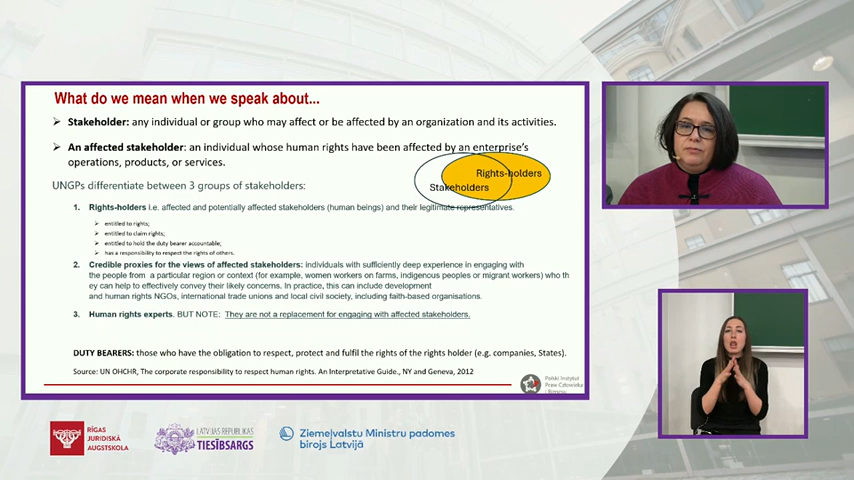 What do we mean when we speak about...
➢ Stakeholder: any individual or group who may affect or be affected by an organization and its activities.
➢ An affected stakeholder: an individual whose human rights have been affected by an enterprise's
operations, products, or services.
Rights-holders
Stakeholders
UNGPs differentiate between 3 groups of stakeholders:
1. Rights-holders i.e. affected and potentially affected stakeholders (human beings) and their legitimate representatives.
➢ entitled to rights;
➢ entitled to claim rights;
➢ entitled to hold the duty bearer accountable;
➢ has a responsibility to respect the rights of others.
2. Credible proxies for the views of affected stakeholders: individuals with sufficiently deep experience in engaging with
the people from a particular region or context (for example, women workers on farms, indigenous peoples or migrant workers) who th
ey can help to effectively convey their likely concerns. In practice, this can include development
and human rights NGOs, international trade unions and local civil society, including faith-based organisations.
3. Human rights experts. BUT NOTE: They are not a replacement for engaging with affected stakeholders.
DUTY BEARERS: those who have the obligation to respect, protect and fulfil the rights of the rights holder (e.g. companies, States).
Source: UN OHCHR, The corporate responsibility to respect human rights. An Interpretative Guide., NY and Geneva, 2012
Polski Instytut
Praw Człowieka
i Biznesu
RĪGAS
JURIDISKĀ
AUGSTSKOLA
LATVIJAS REPUBLIKAS
TIESĪBSARGS
Ziemeļvalstu Ministru padomes
birojs Latvijā